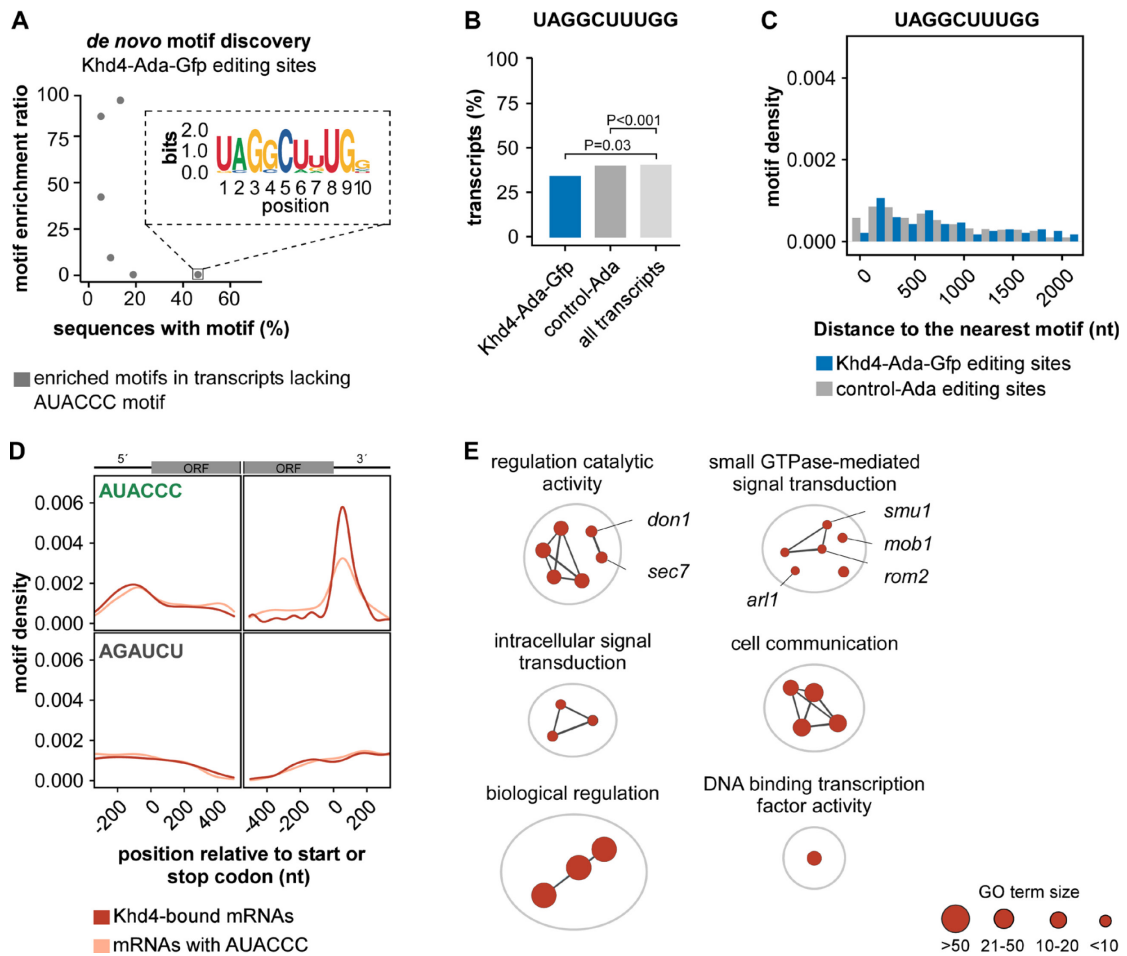 A
de novo motif discovery
Khd4-Ada-Gfp editing sites
motif enrichment ratio
100
75
50
25
0
bits
2.0
1.0
0.0
UAGGCUUUGG
1 2 3 4 5 6 7 8 9 10
position
0 20 40 60
sequences with motif (%)
enriched motifs in transcripts lacking
AUACCC motif
B
UAGGCUUUGG
transcripts (%)
100
75
50
25
0
P<0.001
P=0.03
Khd4-Ada-Gfp
control-Ada
all transcripts
C
UAGGCUUUGG
motif density
0.004
0.002
0.000
0 500 1000 1500 2000
Distance to the nearest motif (nt)
Khd4-Ada-Gfp editing sites
control-Ada editing sites
D
5´ ORF ORF 3´
motif density
AUACCC
0.006
0.004
0.002
0.000
AGAUCU
0.006
0.004
0.002
0.000
-200 0 200 400 -400 -200 0 200
position relative to start or
stop codon (nt)
Khd4-bound mRNAs
mRNAs with AUACCC
E
regulation catalytic
activity
don1
sec7
small GTPase-mediated
signal transduction
smu1
mob1
rom2
arl1
intracellular signal
transduction
cell communication
biological regulation
DNA binding transcription
factor activity
GO term size
>50 21-50 10-20 <10